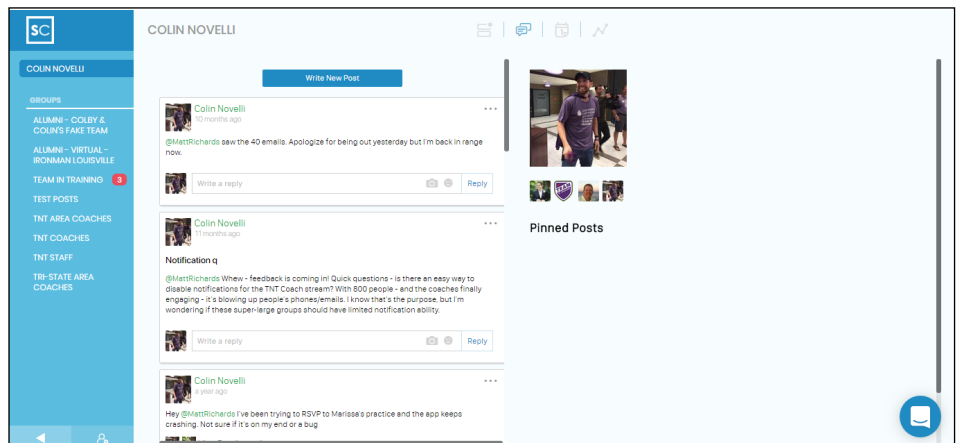 SC
COLIN NOVELLI
COLIN NOVELLI
GROUPS
ALUMNI - COLBY &
COLIN'S FAKE TEAM
ALUMNI - VIRTUAL -
IRONMAN LOUISVILLE
TEAM IN TRAINING 3
TEST POSTS
TNT AREA COACHES
TNT COACHES
TNT STAFF
TRI-STATE AREA
COACHES
Write New Post
Colin Novelli
10 months ago
@MattRichards saw the 40 emails. Apologize for being out yesterday but I'm back in range
now.
Write a reply
Reply
Colin Novelli
11 months ago
Notification q
@MattRichards Whew - feedback is coming in! Quick questions - is there an easy way to
disable notifications for the TNT Coach stream? With 800 people - and the coaches finally
engaging - it's blowing up people's phones/emails. I know that's the purpose, but I'm
wondering if these super-large groups should have limited notification ability.
Write a reply
Reply
Colin Novelli
a year ago
Hey @MattRichards I've been trying to RSVP to Marissa's practice and the app keeps
crashing. Not sure if it's on my end or a bug
Pinned Posts